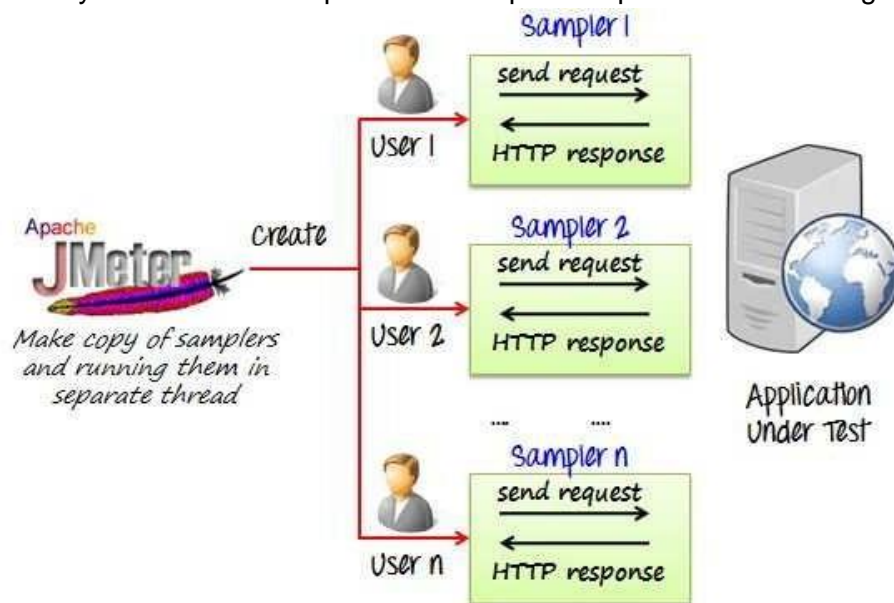 Sampler 1
send request
HTTP response
User 1
Apache
JMeter
create
Make copy of samplers
and running them in
separate thread
Sampler 2
send request
HTTP response
User 2
Application
Under Test
.... ....
Sampler n
send request
HTTP response
User n